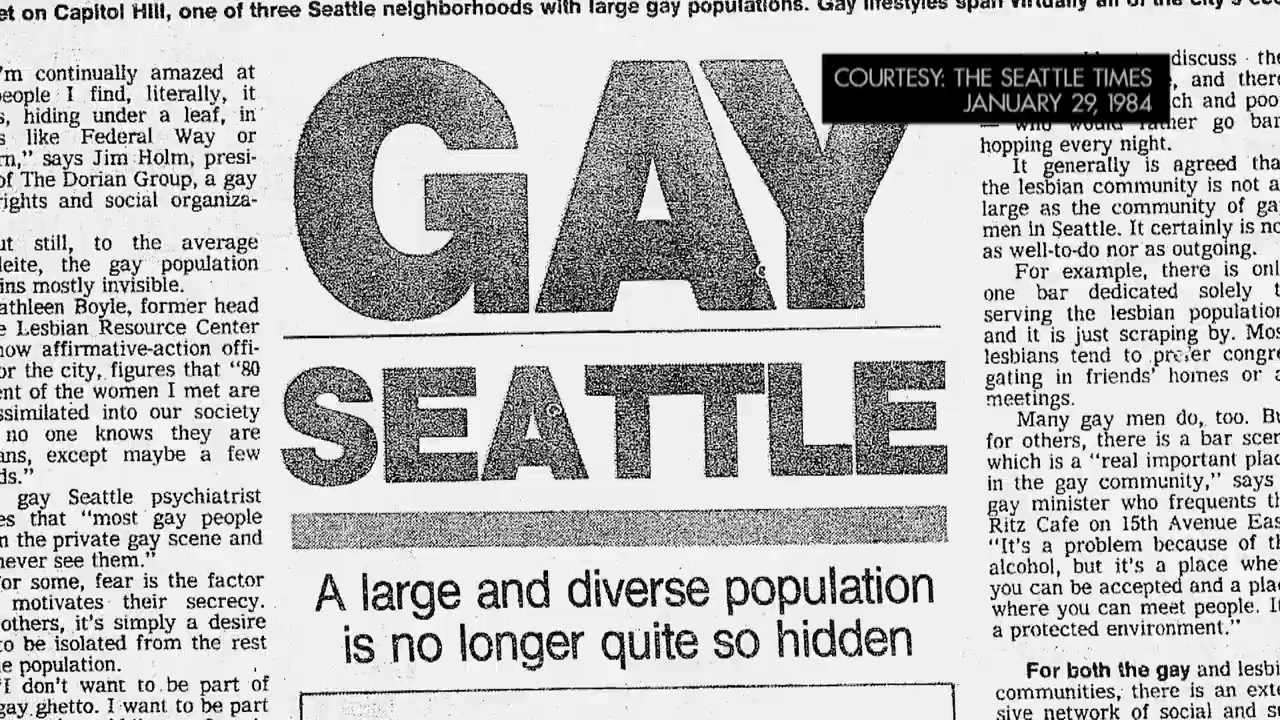 et on Capitol Hill, one of three Seattle neighborhoods with large gay populations. Gay lifestyles span virtually all of the city's
'm continually amazed at
people I find, literally, it
s, hiding under a leaf, in
s like Federal Way or
rn," says Jim Holm, presi-
of The Dorian Group, a gay
rights and social organiza-
ut still, to the average
leite, the gay population
ins mostly invisible.
athleen Boyle, former head
e Lesbian Resource Center
now affirmative-action offi-
or the city, figures that "80
ent of the women I met are
ssimilated into our society
no one knows they are
ans, except maybe a few
ds."
gay Seattle psychiatrist
es that "most gay people
n the private gay scene and
never see them."
or some, fear is the factor
motivates their secrecy.
others, it's simply a desire
to be isolated from the rest
e population.
"I don't want to be part of
gay ghetto. I want to be part
GAY
SEATTLE
A large and diverse population
is no longer quite so hidden
COURTESY: THE SEATTLE TIMES
JANUARY 29, 1984
discuss the
, and there
ch and poo
— who would rather go bar
hopping every night.
It generally is agreed tha
the lesbian community is not a
large as the community of ga
men in Seattle. It certainly is no
as well-to-do nor as outgoing.
For example, there is onl
one bar dedicated solely t
serving the lesbian population
and it is just scraping by. Mos
lesbians tend to prefer congre
gating in friends' homes or a
meetings.
Many gay men do, too. Bu
for others, there is a bar scen
which is a "real important plac
in the gay community," says
gay minister who frequents th
Ritz Cafe on 15th Avenue Eas
"It's a problem because of th
alcohol, but it's a place whe
you can be accepted and a pla
where you can meet people. It
a protected environment."
For both the gay and lesbi
communities, there is an exte
sive network of social and s